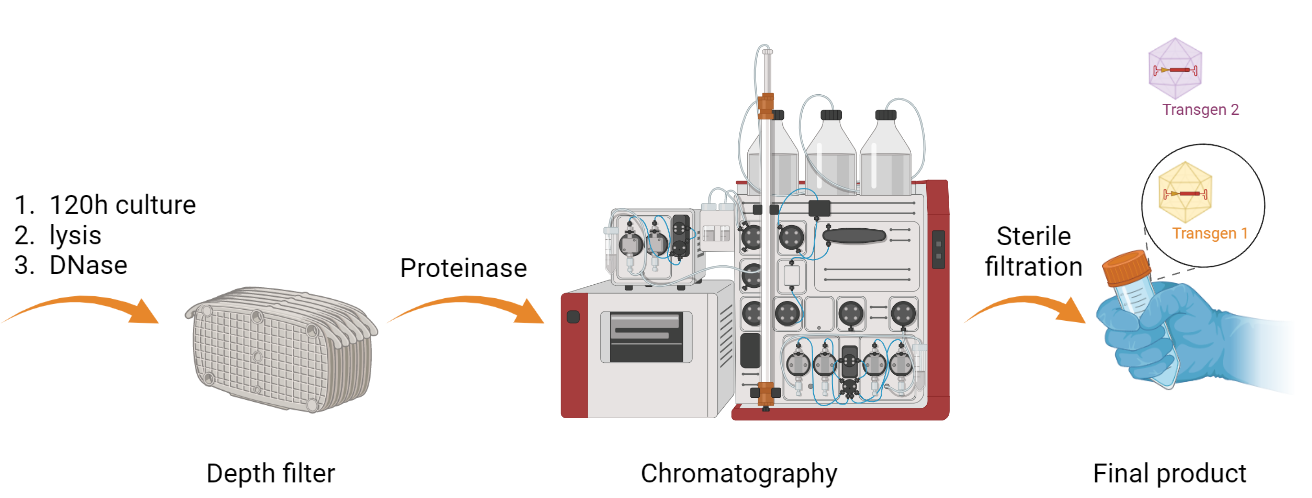 1. 120h culture
2. lysis
3. DNase
Depth filter
Proteinase
Chromatography
Sterile
filtration
Transgen 2
Transgen 1
Final product